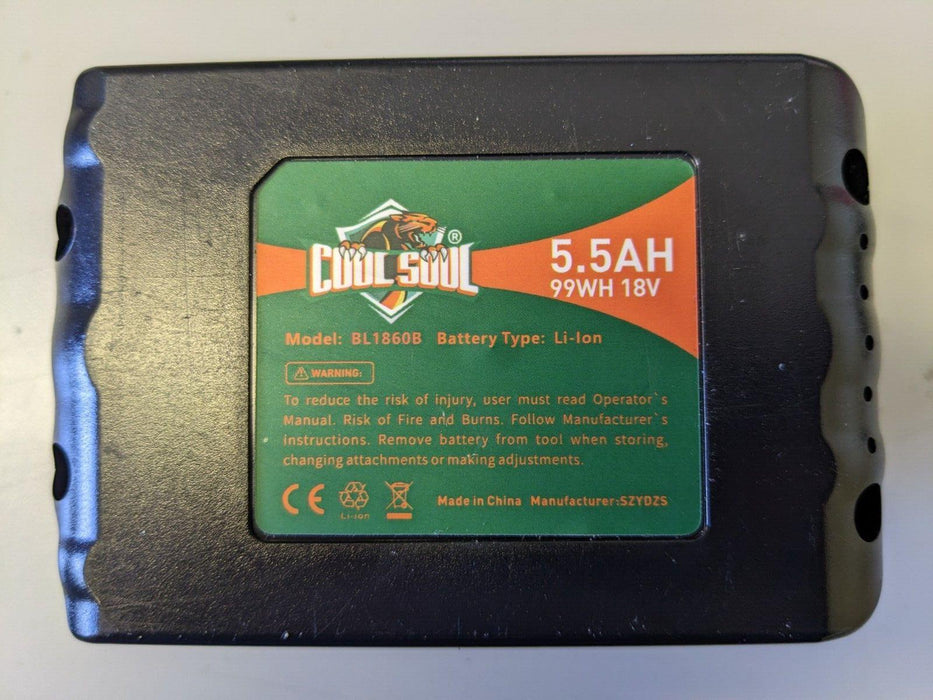 COOL SOUL ®
5.5AH
99WH 18V
Model: BL1860B Battery Type: Li-Ion
⚠ WARNING:
To reduce the risk of injury, user must read Operator`s
Manual. Risk of Fire and Burns. Follow Manufacturer`s
Instructions. Remove battery from tool when storing,
changing attachments or making adjustments.
CE Li-ion Made in China Manufacturer:SZYDZS